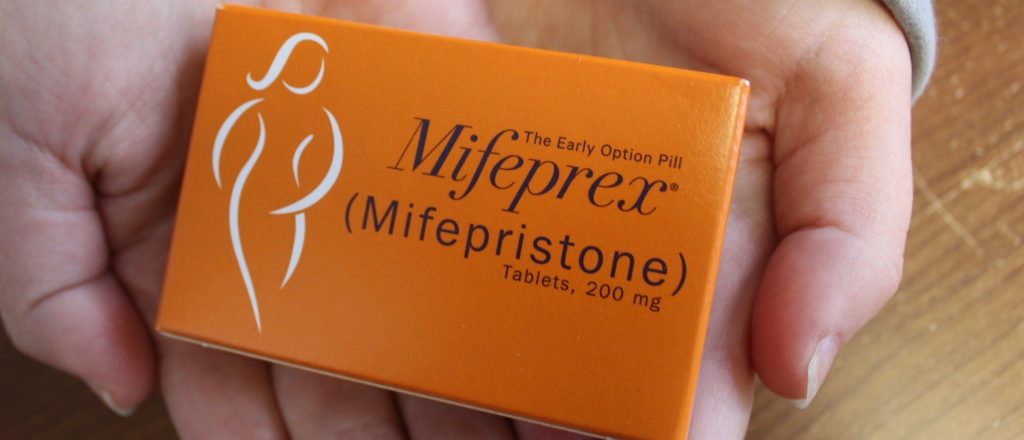 The Early Option Pill
Mifeprex®
(Mifepristone)
Tablets, 200 mg